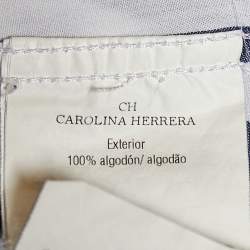 CH
CAROLINA HERRERA
Exterior
100% algodón/ algodão